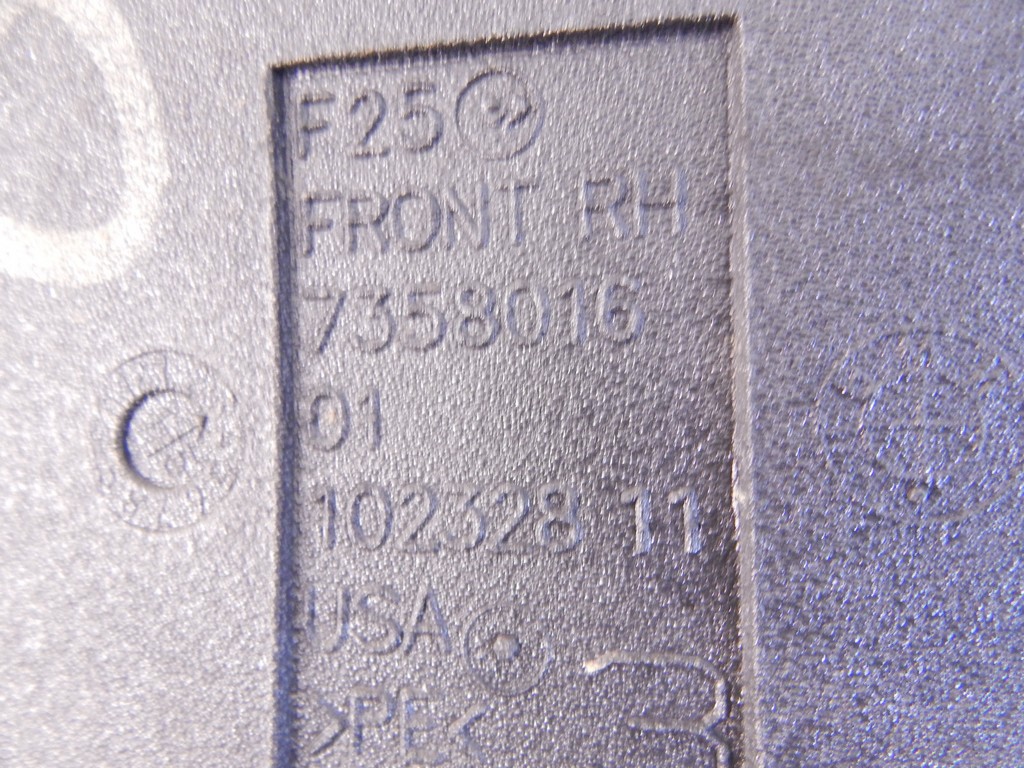 F25
FRONT RH
7358016
01
102328 11
USA
>PE<